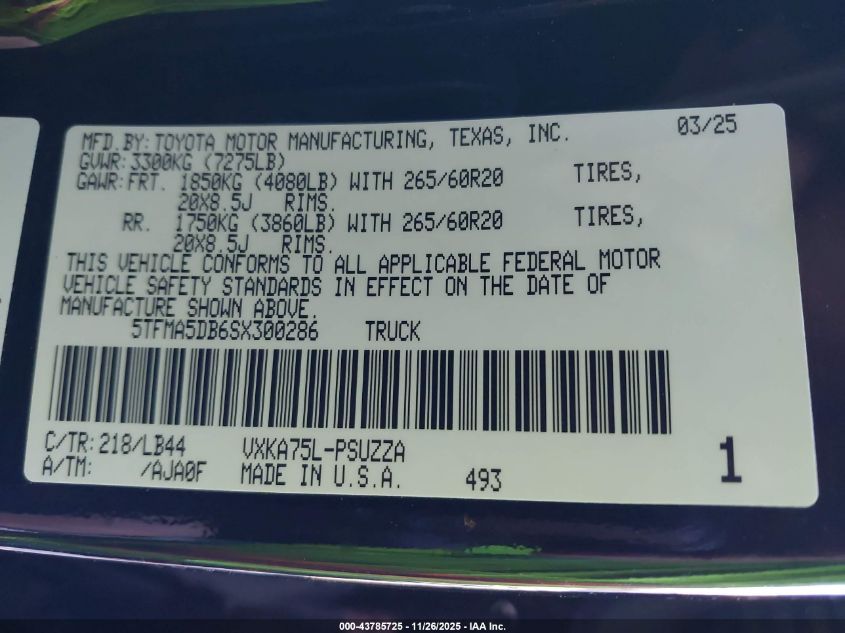 MFD.BY:TOYOTA MOTOR MANUFACTURING, TEXAS, INC. 03/25
GVWR:3300KG (7275LB)
GAWR:FRT. 1850KG (4080LB) WITH 265/60R20 TIRES,
20X8.5J RIMS.
RR. 1750KG (3860LB) WITH 265/60R20 TIRES,
20X8.5J RIMS.
THIS VEHICLE CONFORMS TO ALL APPLICABLE FEDERAL MOTOR
VEHICLE SAFETY STANDARDS IN EFFECT ON THE DATE OF
MANUFACTURE SHOWN ABOVE.
5TFMA5DB6SX300286 TRUCK
C/TR:218/LB44 VXKA75L-PSUZZA
A/TM: /AJA0F MADE IN U.S.A. 493 1
000-43785725 - 11/26/2025 - IAA Inc.